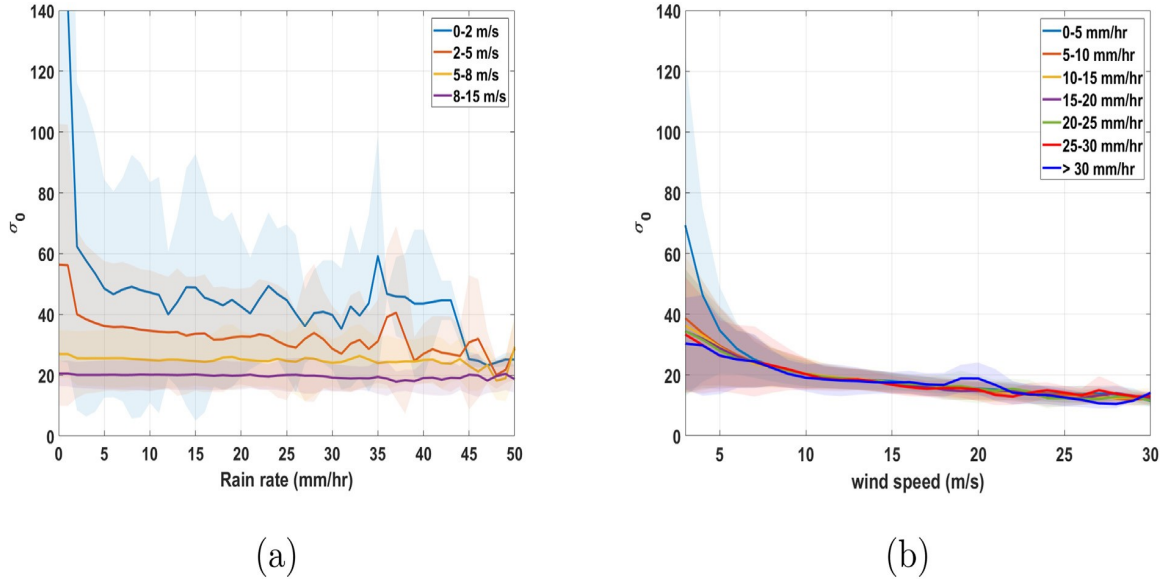 140
120
100
80
60
40
20
0
σ0
0 5 10 15 20 25 30 35 40 45 50
Rain rate (mm/hr)
0-2 m/s
2-5 m/s
5-8 m/s
8-15 m/s
(a)
140
120
100
80
60
40
20
0
σ0
5 10 15 20 25 30
wind speed (m/s)
0-5 mm/hr
5-10 mm/hr
10-15 mm/hr
15-20 mm/hr
20-25 mm/hr
25-30 mm/hr
> 30 mm/hr
(b)